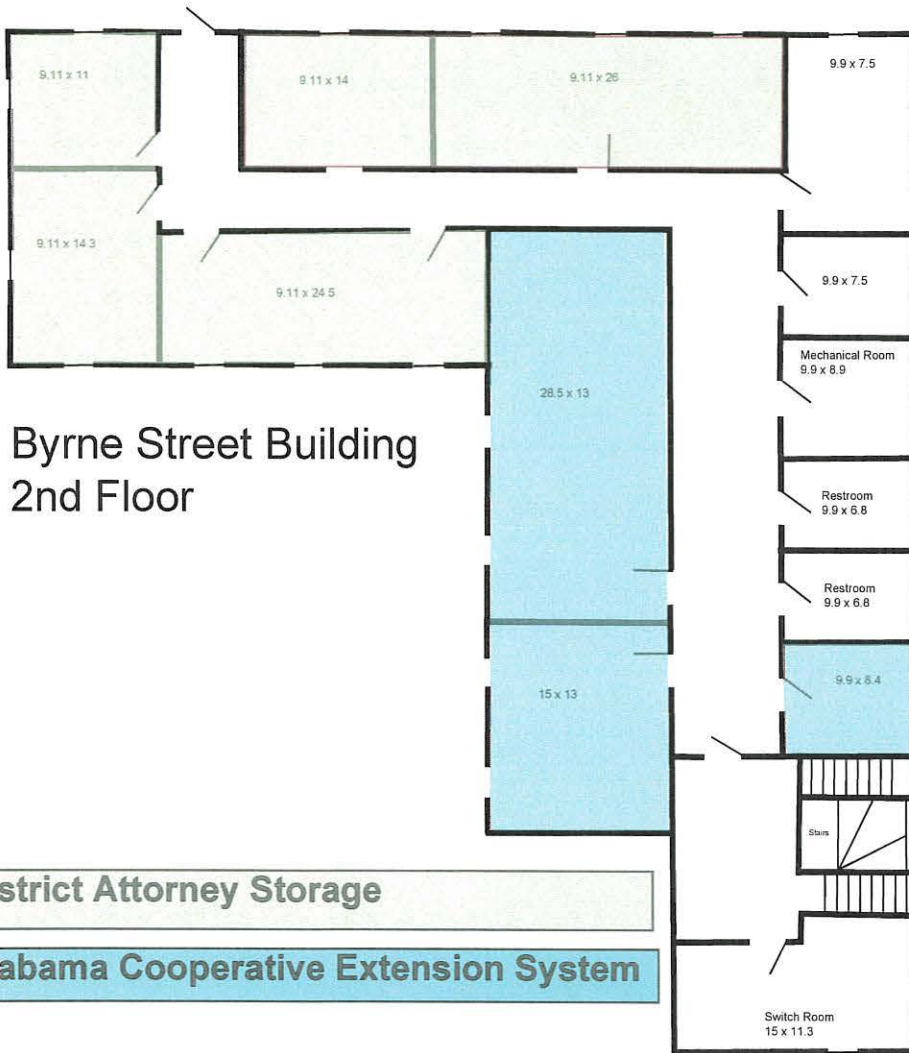 9.11 x 11
9.11 x 14
9.11 x 26
9.9 x 7.5
9.11 x 14.3
9.11 x 24.5
9.9 x 7.5
Mechanical Room
9.9 x 8.9
28.5 x 13
Byrne Street Building
2nd Floor
Restroom
9.9 x 6.8
Restroom
9.9 x 6.8
15 x 13
9.9 x 8.4
Stairs
strict Attorney Storage
abama Cooperative Extension System
Switch Room
15 x 11.3